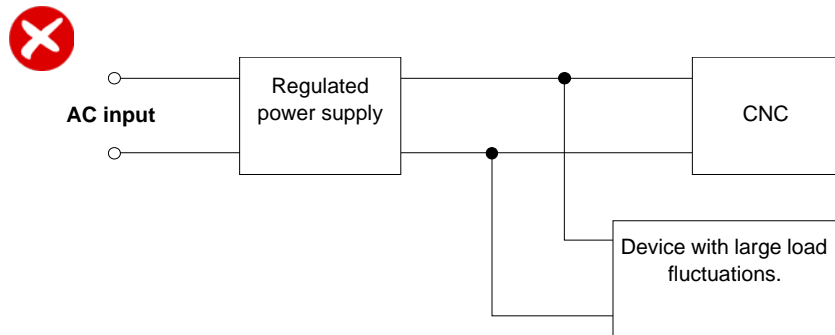 Regulated
power supply
AC input
CNC
Device with large load
fluctuations.